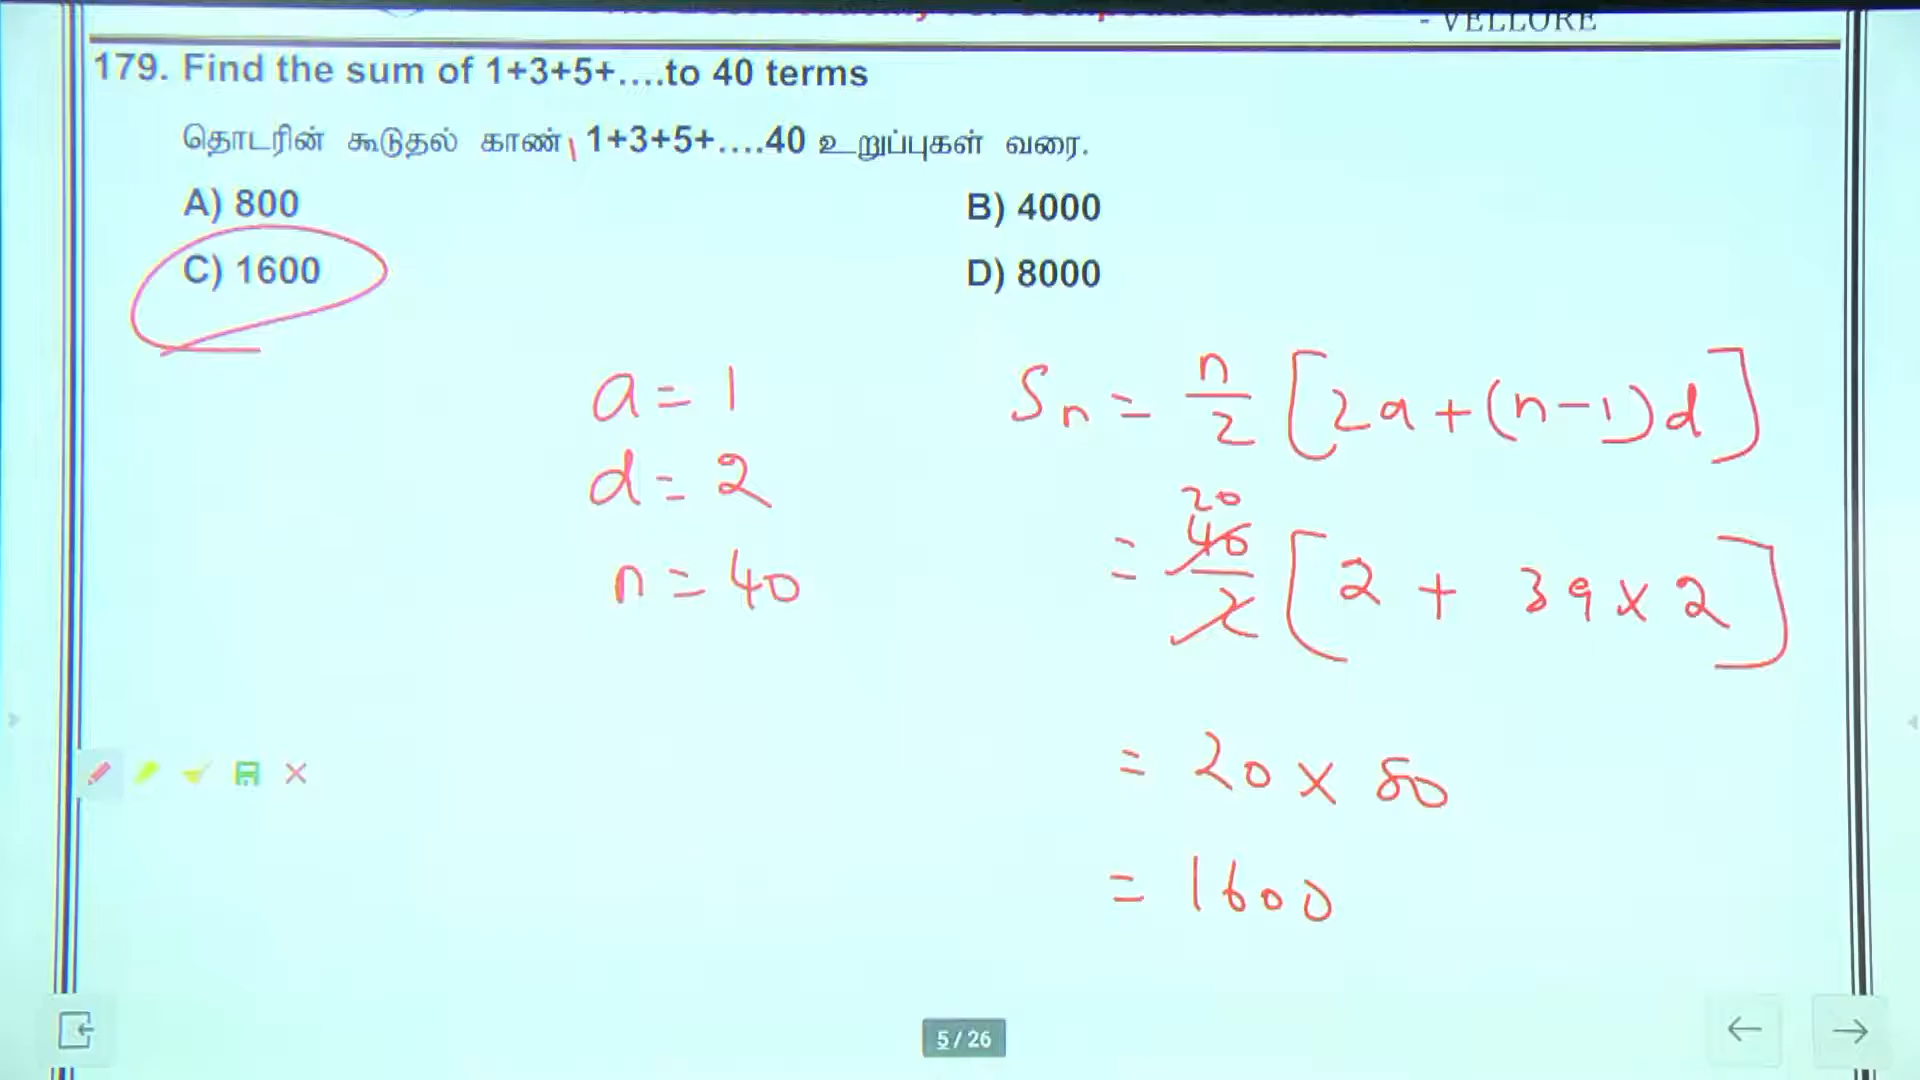 - VELLORE
179. Find the sum of 1+3+5+....to 40 terms
தொடரின் கூடுதல் காண் 1+3+5+....40 உறுப்புகள் வரை.
A) 800
B) 4000
C) 1600
D) 8000
a = 1
d = 2
n = 40
Sn = n/2 [2a + (n-1)d]
20
= 40/2 [2 + 39 x 2]
= 20 x 80
= 1600
5 / 26